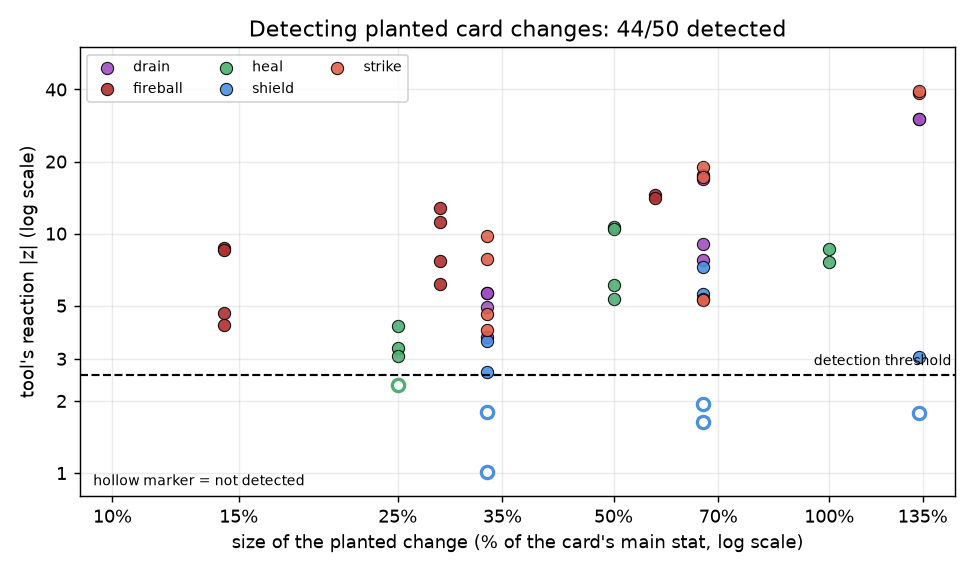 Detecting planted card changes: 44/50 detected
drain heal strike
fireball shield
40
20
10
5
3
2
1
tool's reaction |z| (log scale)
detection threshold
hollow marker = not detected
10% 15% 25% 35% 50% 70% 100% 135%
size of the planted change (% of the card's main stat, log scale)